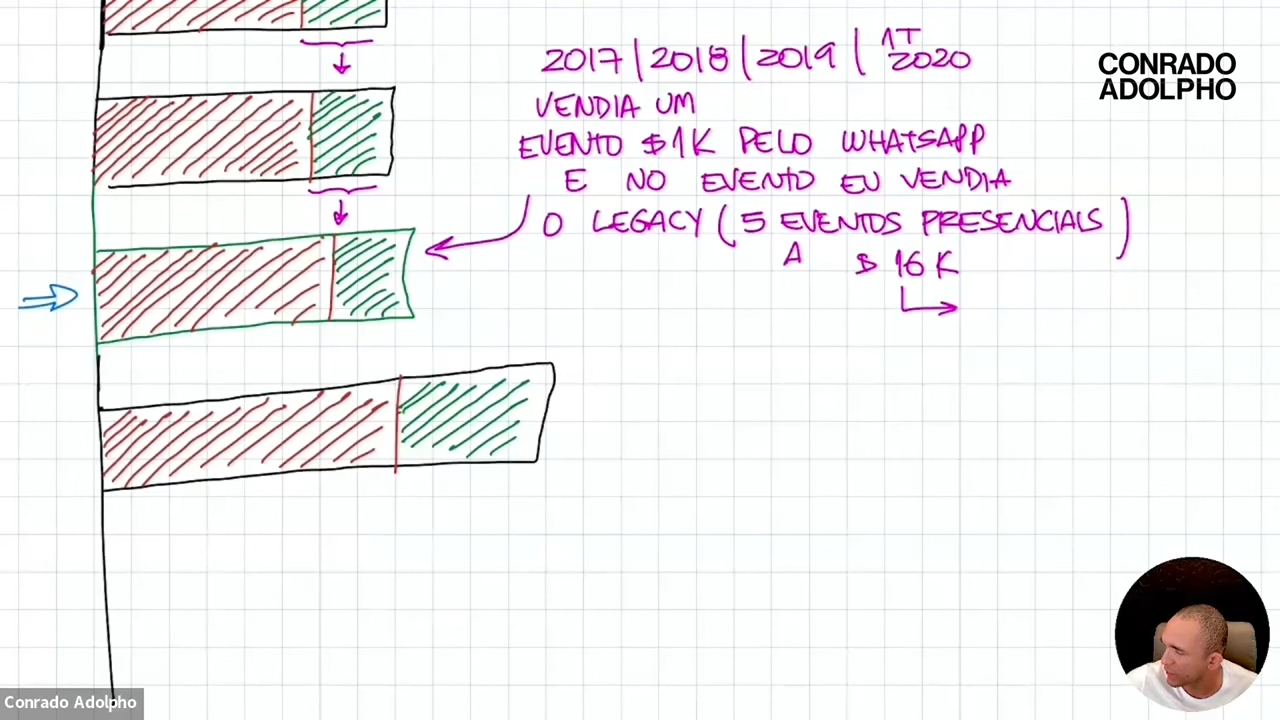 2017 | 2018 | 2019 | 1T 2020
VENDIA UM
EVENTO $1K PELO WHATSAPP
E NO EVENTO EU VENDIA
O LEGACY (5 EVENTOS PRESENCIAIS)
A $ 16K
CONRADO
ADOLPHO
Conrado Adolpho